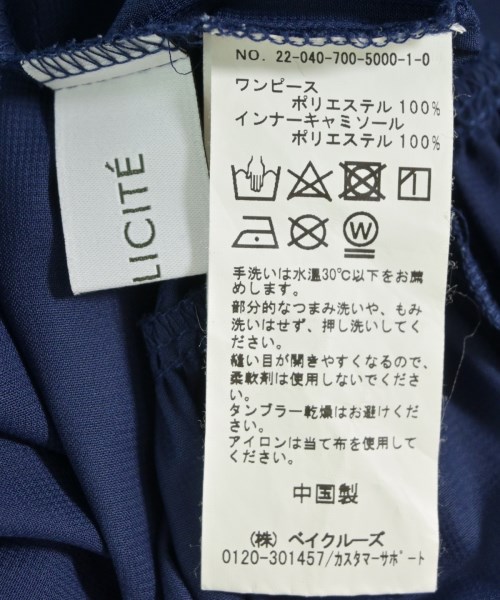 LICITÉ
NO. 22-040-700-5000-1-0
ワンピース
ポリエステル 100%
インナーキャミソール
ポリエステル 100%
W
手洗いは水温30℃以下をお薦
めします。
部分的なつまみ洗いや、もみ
洗いはせず、押し洗いしてく
ださい。
縫い目が開きやすくなるので、
柔軟剤は使用しないでくださ
い。
タンブラー乾燥はお避けくだ
さい。
アイロンは当て布を使用して
ください。
中国製
(株) ベイクルーズ
0120-301457/カスタマーサポート